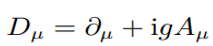 D_μ = ∂_μ + igA_μ